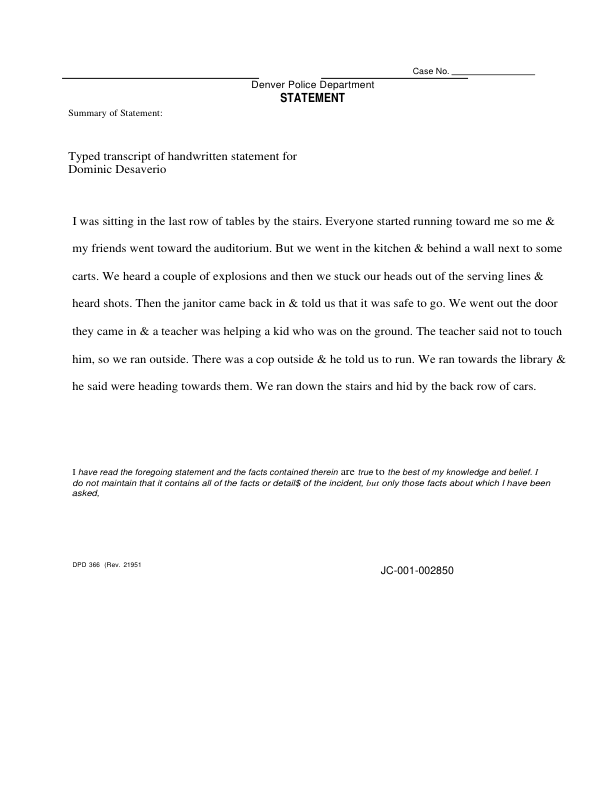 Case No.
Denver Police Department
STATEMENT
Summary of Statement:
Typed transcript of handwritten statement for
Dominic Desaverio
I was sitting in the last row of tables by the stairs. Everyone started running toward me so me &
my friends went toward the auditorium. But we went in the kitchen & behind a wall next to some
carts. We heard a couple of explosions and then we stuck our heads out of the serving lines &
heard shots. Then the janitor came back in & told us that it was safe to go. We went out the door
they came in & a teacher was helping a kid who was on the ground. The teacher said not to touch
him, so we ran outside. There was a cop outside & he told us to run. We ran towards the library &
he said were heading towards them. We ran down the stairs and hid by the back row of cars.
I have read the foregoing statement and the facts contained therein are true to the best of my knowledge and belief. I
do not maintain that it contains all of the facts or detail$ of the incident, but only those facts about which I have been
asked,
DPD 366 (Rev. 21951
JC-001-002850